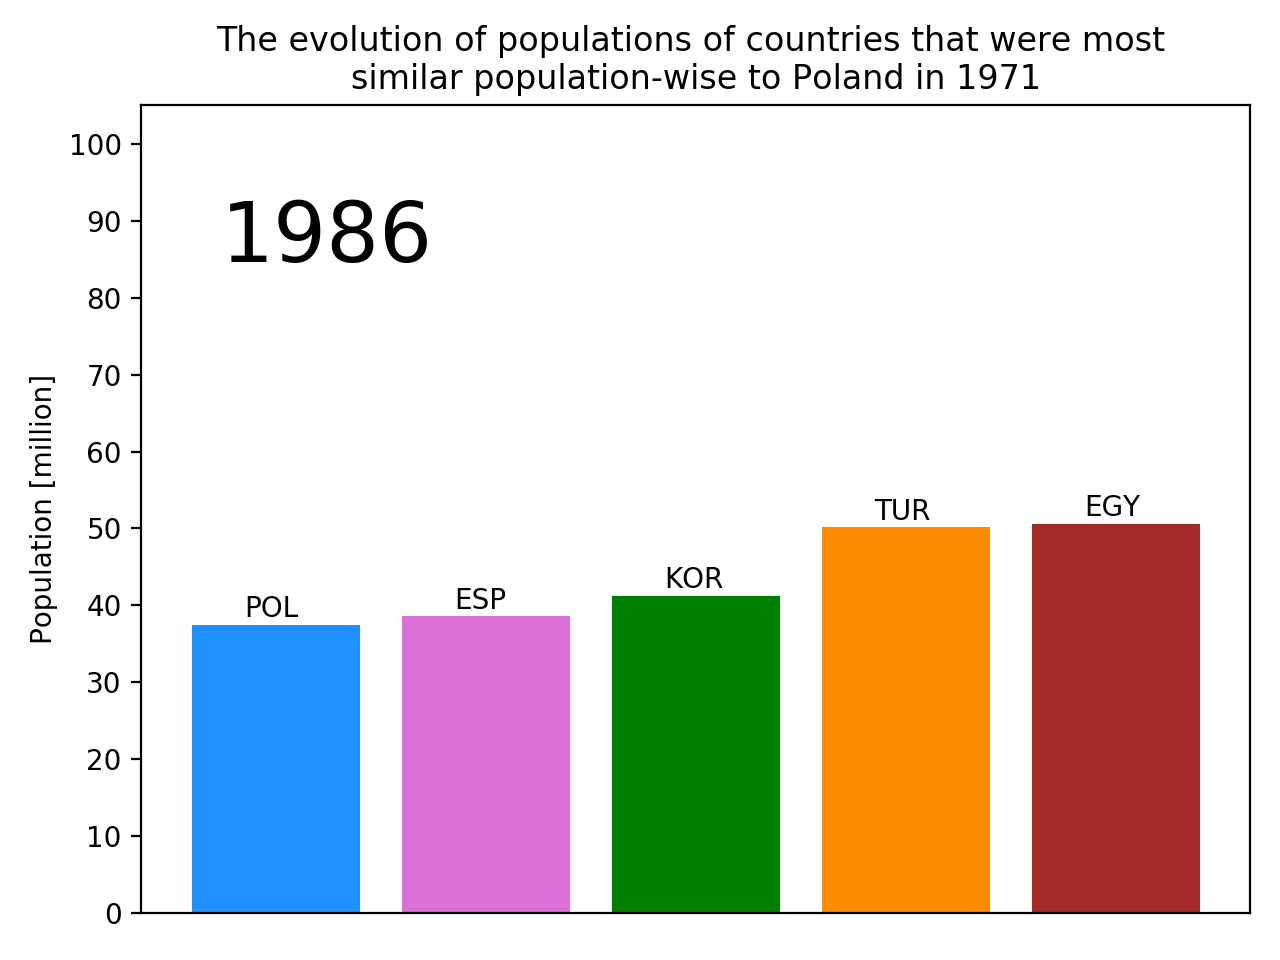 The evolution of populations of countries that were most
similar population-wise to Poland in 1971
1986
Population [million]
100
90
80
70
60
50
40
30
20
10
0
POL
ESP
KOR
TUR
EGY